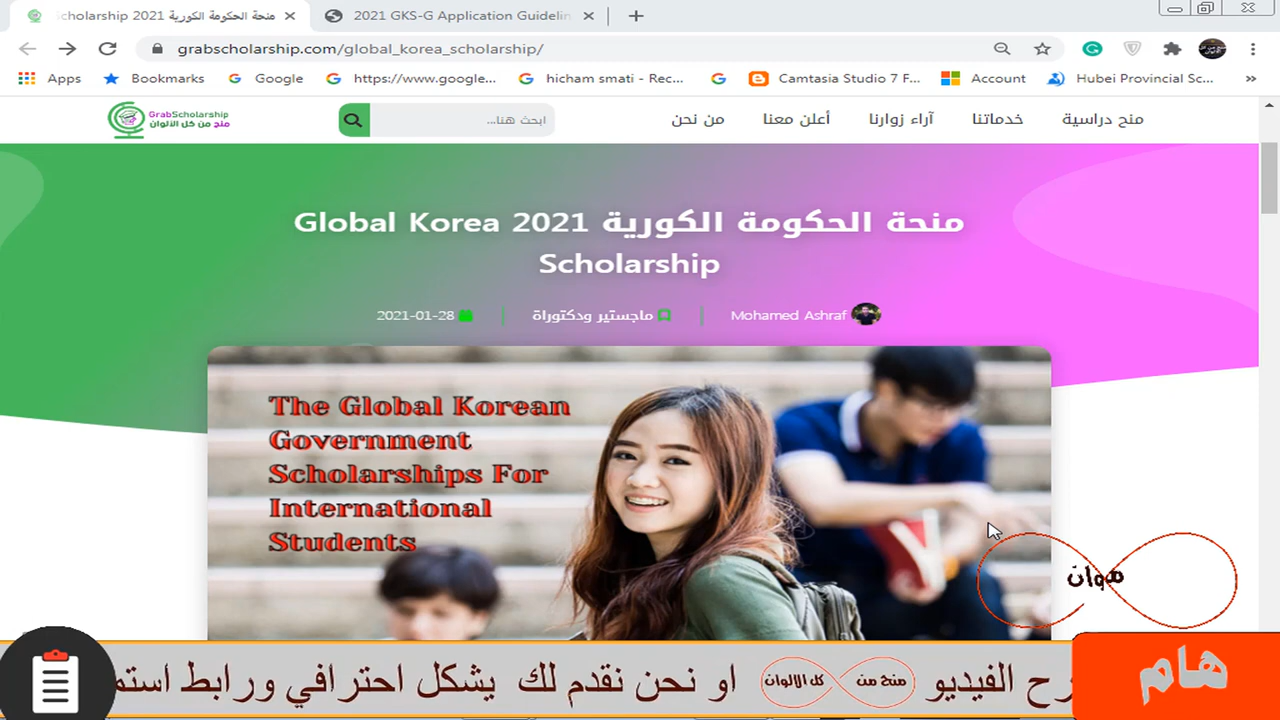 منحة الحكومة الكورية 2021 Scholarship
2021 GKS-G Application Guidelin
grabscholarship.com/global_korea_scholarship/
Apps
Bookmarks
Google
https://www.google...
hicham smati - Rec...
Camtasia Studio 7 F...
Account
Hubei Provincial Sc...
»
GrabScholarship
منح من كل الألوان
ابحث هنا...
منح دراسية
خدماتنا
آراء زوارنا
أعلن معنا
من نحن
منحة الحكومة الكورية 2021 Global Korea
Scholarship
Mohamed Ashraf
ماجستير ودكتوراة
2021-01-28
The Global Korean
Government
Scholarships For
International
Students
هوان
هام
رح الفيديو منح من كل الالوان او نحن نقدم لك يشكل احترافي ورابط استم